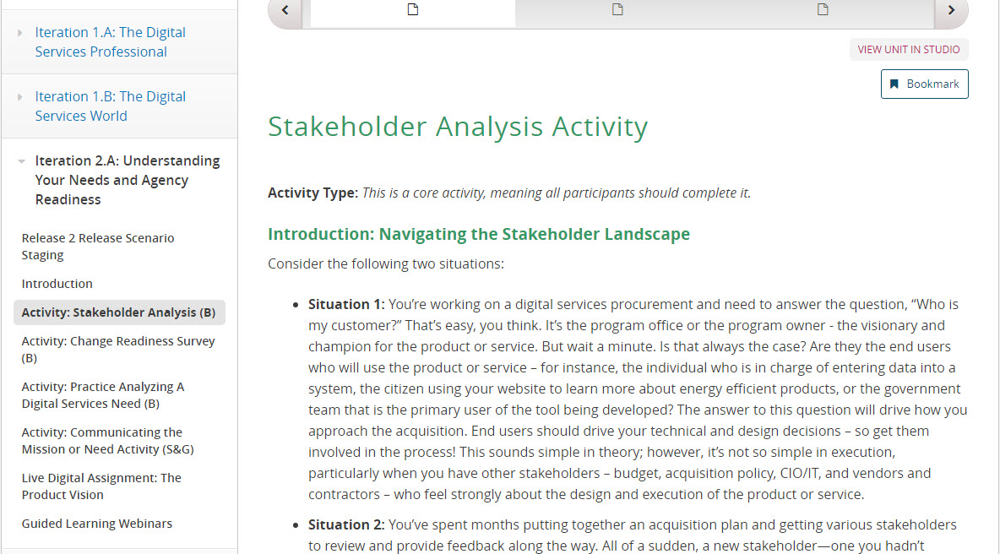 Iteration 1.A: The Digital
Services Professional
Iteration 1.B: The Digital
Services World
Iteration 2.A: Understanding
Your Needs and Agency
Readiness
Release 2 Release Scenario
Staging
Introduction
Activity: Stakeholder Analysis (B)
Activity: Change Readiness Survey
(B)
Activity: Practice Analyzing A
Digital Services Need (B)
Activity: Communicating the
Mission or Need Activity (S&G)
Live Digital Assignment: The
Product Vision
Guided Learning Webinars
VIEW UNIT IN STUDIO
Bookmark
Stakeholder Analysis Activity
Activity Type: This is a core activity, meaning all participants should complete it.
Introduction: Navigating the Stakeholder Landscape
Consider the following two situations:
• Situation 1: You’re working on a digital services procurement and need to answer the question, “Who is
my customer?” That’s easy, you think. It’s the program office or the program owner - the visionary and
champion for the product or service. But wait a minute. Is that always the case? Are they the end users
who will use the product or service – for instance, the individual who is in charge of entering data into a
system, the citizen using your website to learn more about energy efficient products, or the government
team that is the primary user of the tool being developed? The answer to this question will drive how you
approach the acquisition. End users should drive your technical and design decisions – so get them
involved in the process! This sounds simple in theory; however, it’s not so simple in execution,
particularly when you have other stakeholders – budget, acquisition policy, CIO/IT, and vendors and
contractors – who feel strongly about the design and execution of the product or service.
• Situation 2: You’ve spent months putting together an acquisition plan and getting various stakeholders
to review and provide feedback along the way. All of a sudden, a new stakeholder—one you hadn’t